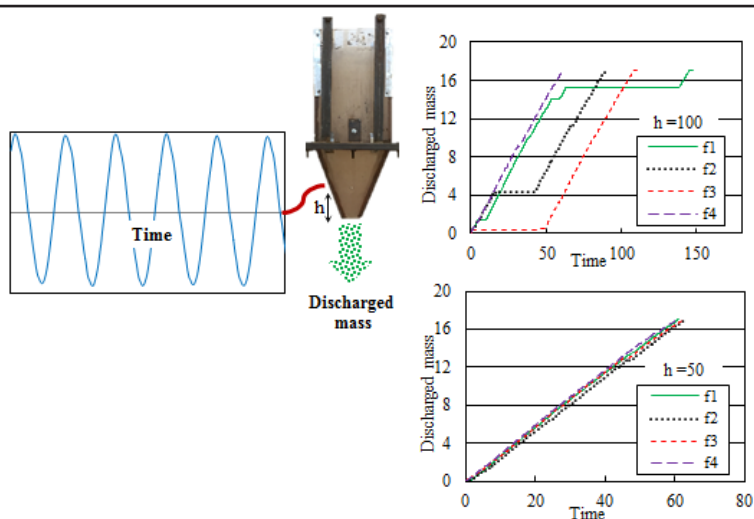 Time
h
Discharged
mass
20
16
12
8
4
0
Discharged mass
h =100
f1
f2
f3
f4
0 50 100 150
Time
20
16
12
8
4
0
Discharged mass
h =50
f1
f2
f3
f4
0 20 40 60 80
Time